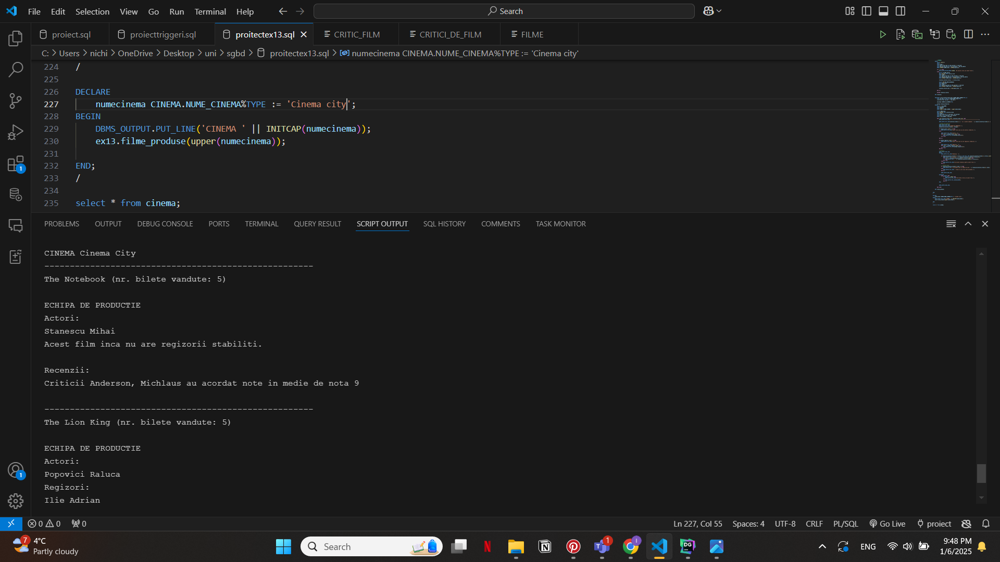 File Edit Selection View Go Run Terminal Help Search
proiect.sql proiecttriggeri.sql proitectex13.sql CRITIC_FILM CRITICI_DE_FILM FILME
C: > Users > nichi > OneDrive > Desktop > uni > sgbd > proitectex13.sql > numecinema CINEMA.NUME_CINEMA%TYPE := 'Cinema city'
224 /
225
226 DECLARE
227 numecinema CINEMA.NUME_CINEMA%TYPE := 'Cinema city';
228 BEGIN
229 DBMS_OUTPUT.PUT_LINE('CINEMA ' || INITCAP(numecinema));
230 ex13.filme_produse(upper(numecinema));
231
232 END;
233 /
234
235 select * from cinema;
PROBLEMS OUTPUT DEBUG CONSOLE PORTS TERMINAL QUERY RESULT SCRIPT OUTPUT SQL HISTORY COMMENTS TASK MONITOR
CINEMA Cinema City
-----------------------------------------------------
The Notebook (nr. bilete vandute: 5)
ECHIPA DE PRODUCTIE
Actori:
Stanescu Mihai
Acest film inca nu are regizorii stabiliti.
Recenzii:
Criticii Anderson, Michlaus au acordat note in medie de nota 9
-----------------------------------------------------
The Lion King (nr. bilete vandute: 5)
ECHIPA DE PRODUCTIE
Actori:
Popovici Raluca
Regizori:
Ilie Adrian
1
1
0 0 0 Ln 227, Col 55 Spaces: 4 UTF-8 CRLF PL/SQL Go Live proiect
7 4°C
Partly cloudy
Search
N
DG
1
ENG
9:48 PM
1/6/2025